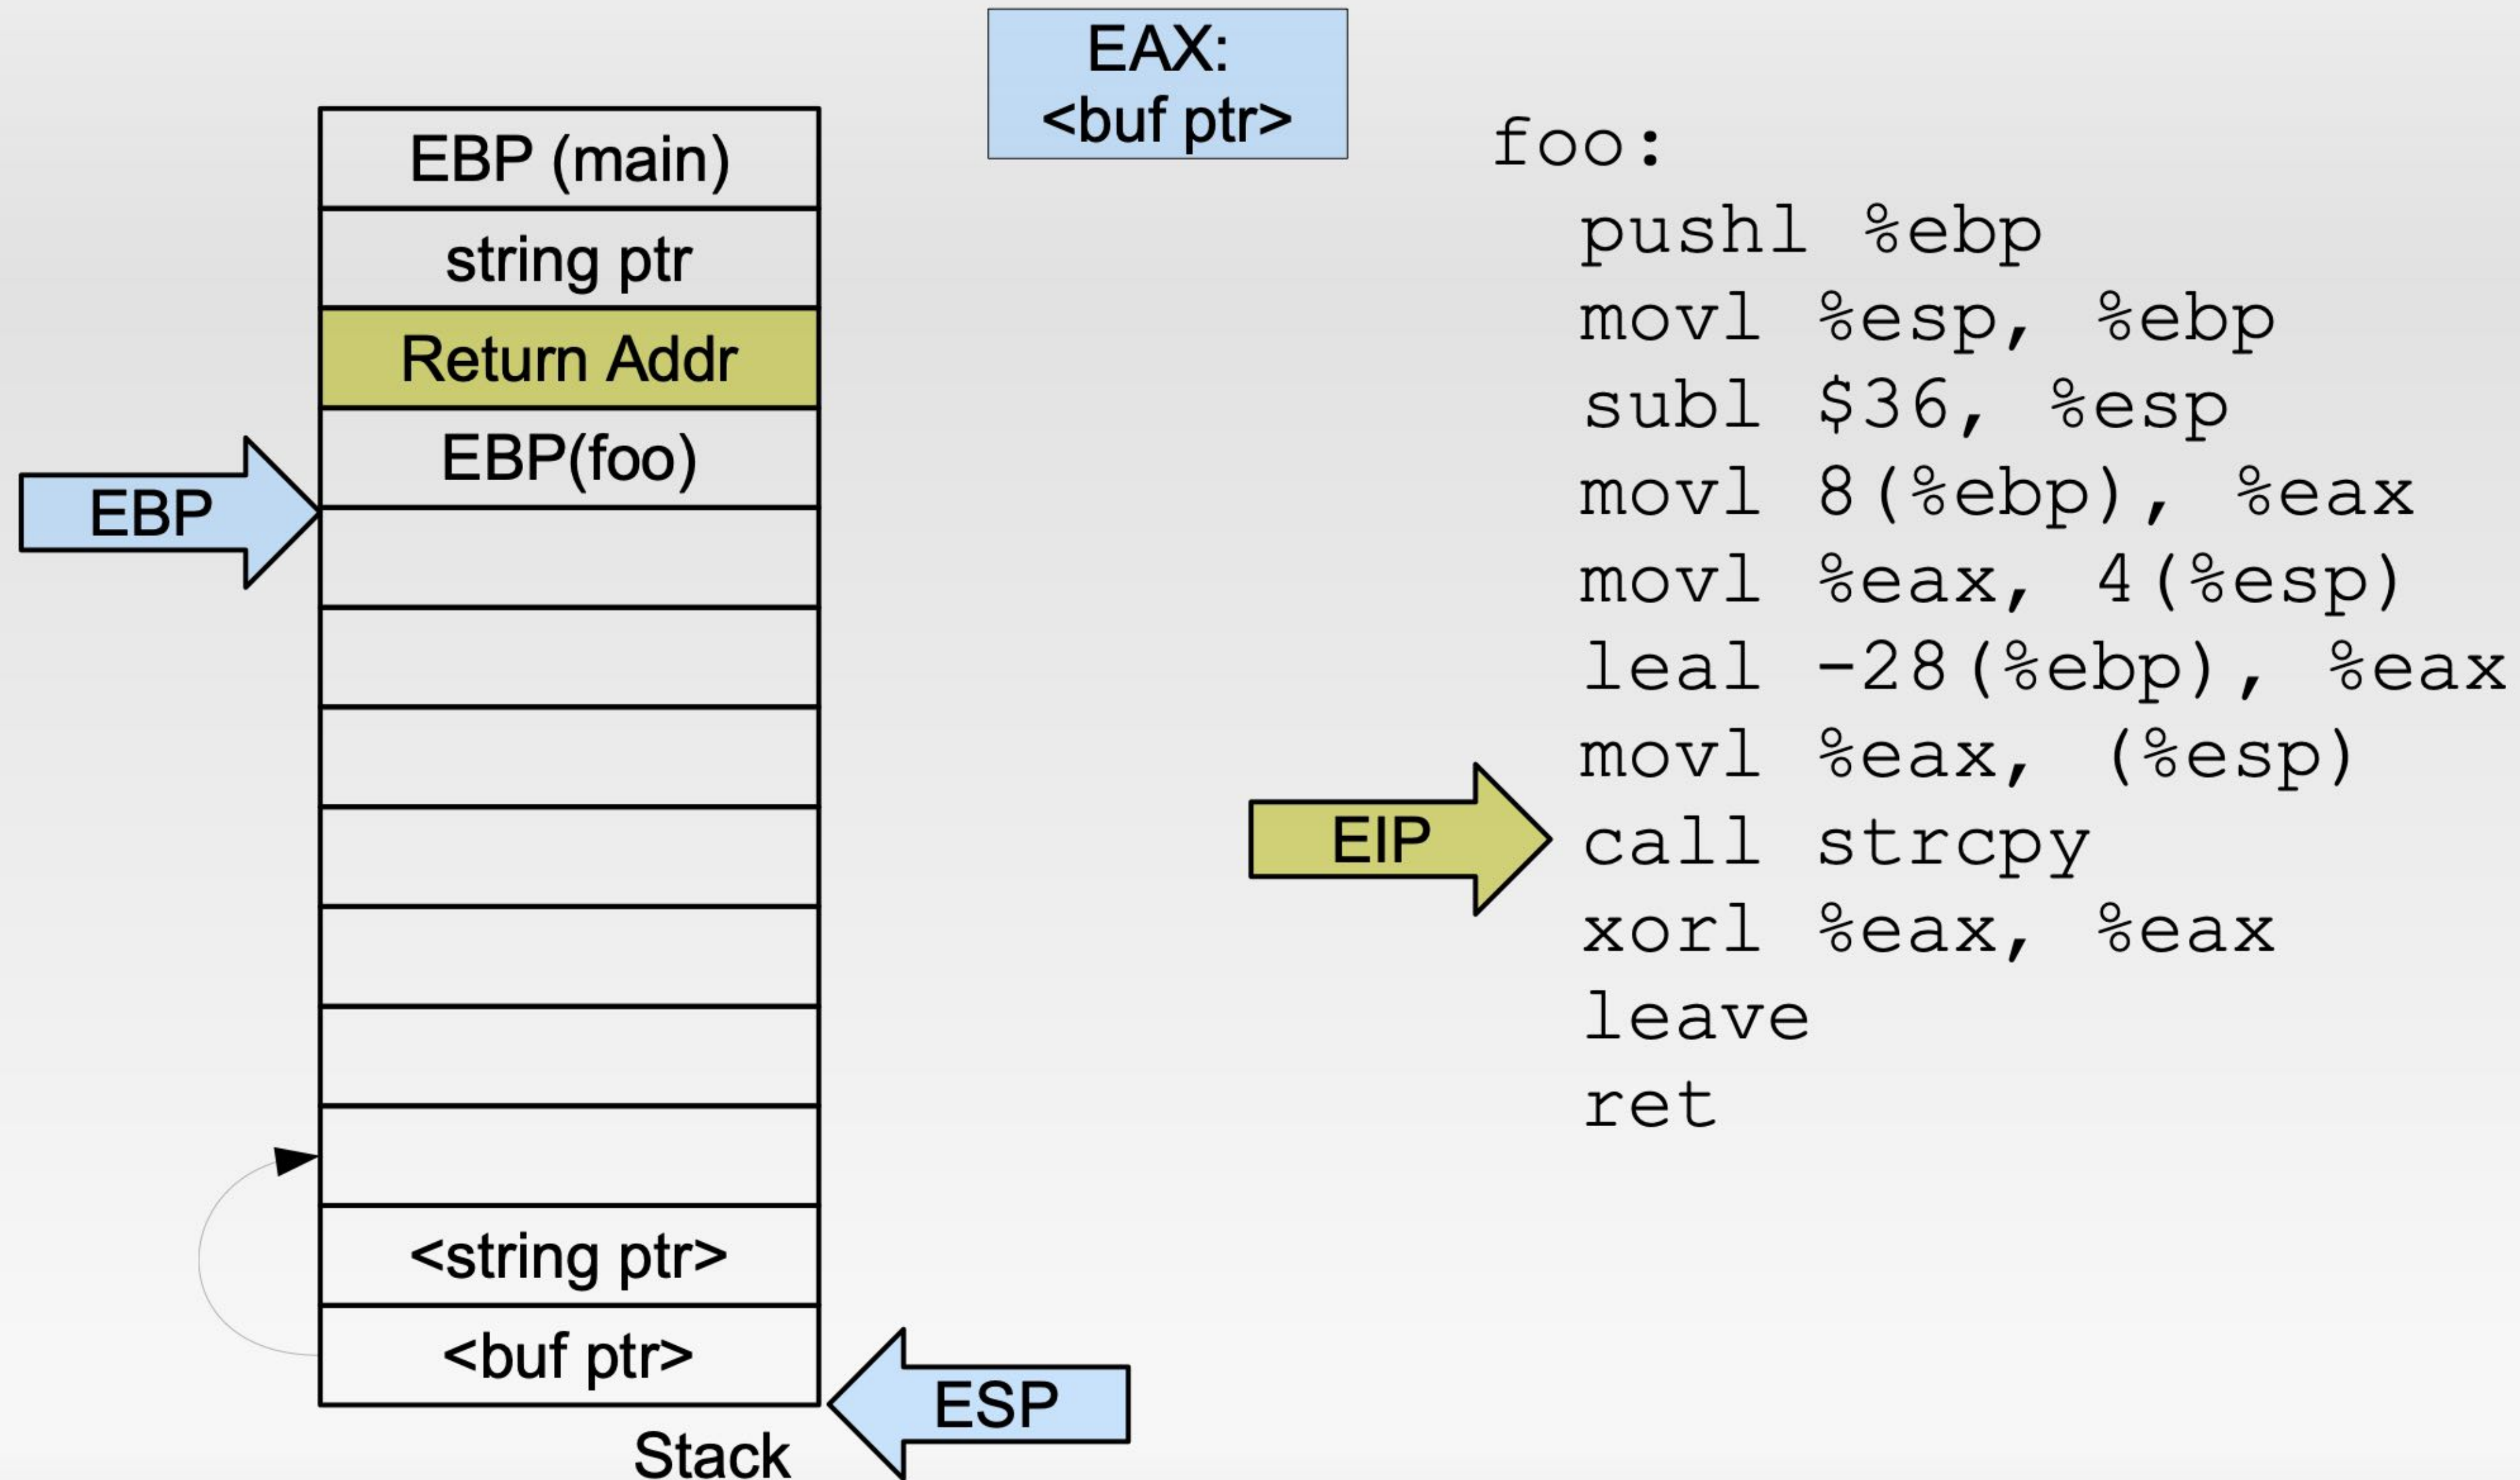 EAX:
<buf ptr>
EBP (main)
string ptr
Return Addr
EBP(foo)
EBP
<string ptr>
<buf ptr>
ESP
Stack
foo:
pushl %ebp
movl %esp, %ebp
subl $36, %esp
movl 8(%ebp), %eax
movl %eax, 4(%esp)
leal -28(%ebp), %eax
movl %eax, (%esp)
EIP
call strcpy
xorl %eax, %eax
leave
ret